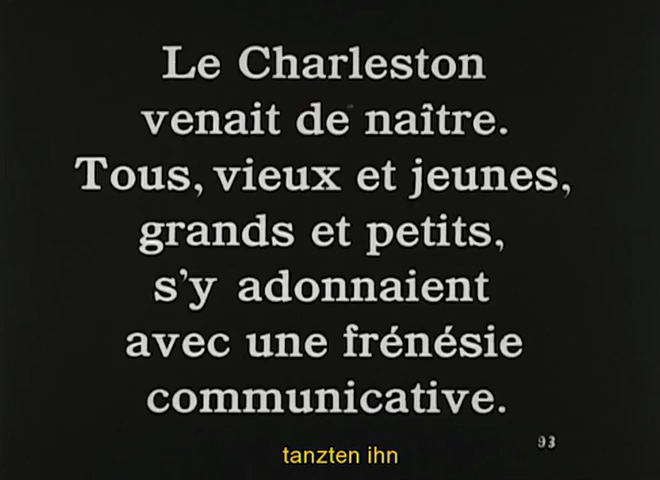 Le Charleston
venait de naître.
Tous, vieux et jeunes,
grands et petits,
s'y adonnaient
avec une frénésie
communicative.
93
tanzten ihn